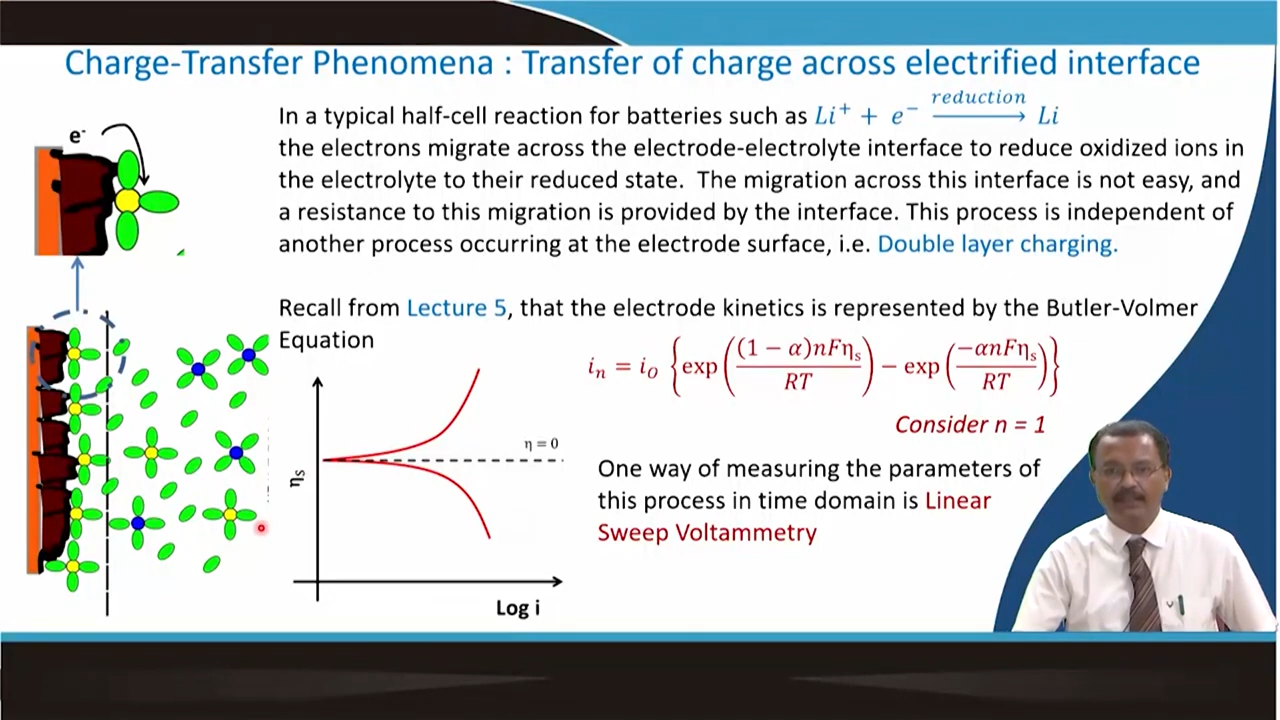 Charge-Transfer Phenomena : Transfer of charge across electrified interface
e⁻
In a typical half-cell reaction for batteries such as Li⁺ + e⁻ —reduction→ Li
the electrons migrate across the electrode-electrolyte interface to reduce oxidized ions in
the electrolyte to their reduced state. The migration across this interface is not easy, and
a resistance to this migration is provided by the interface. This process is independent of
another process occurring at the electrode surface, i.e. Double layer charging.
Recall from Lecture 5, that the electrode kinetics is represented by the Butler-Volmer
Equation
iₙ = iₒ {exp((1 − α)nFηₛ / RT) − exp(−αnFηₛ / RT)}
Consider n = 1
η = 0
ηₛ
Log i
One way of measuring the parameters of
this process in time domain is Linear
Sweep Voltammetry